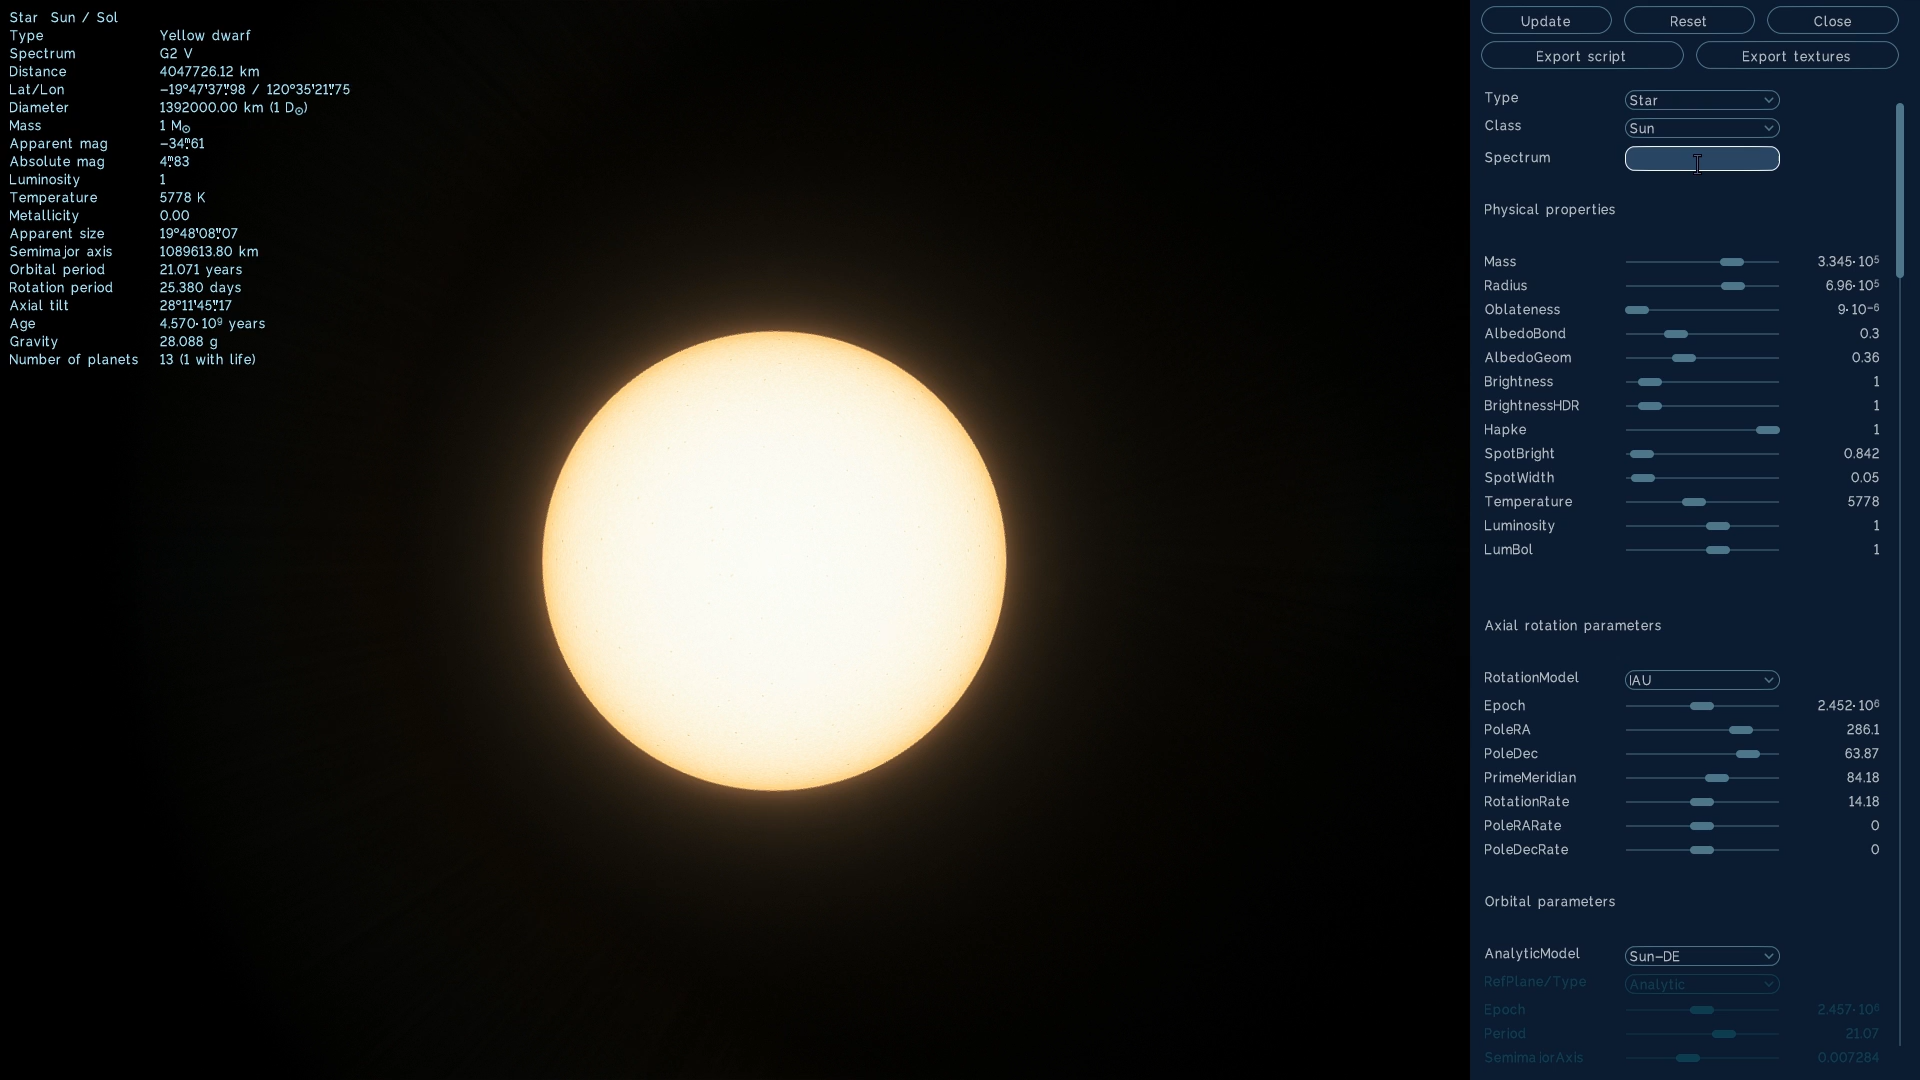 Star Sun / Sol
Type Yellow dwarf
Spectrum G2 V
Distance 4047726.12 km
Lat/Lon −19°47'37"98 / 120°35'21"75
Diameter 1392000.00 km (1 D☉)
Mass 1 M☉
Apparent mag −34ᵐ61
Absolute mag 4ᵐ83
Luminosity 1
Temperature 5778 K
Metallicity 0.00
Apparent size 19°48'08"07
Semimajor axis 1089613.80 km
Orbital period 21.071 years
Rotation period 25.380 days
Axial tilt 28°11'45"17
Age 4.570·10⁹ years
Gravity 28.088 g
Number of planets 13 (1 with life)
Update Reset Close
Export script Export textures
Type Star
Class Sun
Spectrum
Physical properties
Mass 3.345·10⁵
Radius 6.96·10⁵
Oblateness 9·10⁻⁶
AlbedoBond 0.3
AlbedoGeom 0.36
Brightness 1
BrightnessHDR 1
Hapke 1
SpotBright 0.842
SpotWidth 0.05
Temperature 5778
Luminosity 1
LumBol 1
Axial rotation parameters
RotationModel IAU
Epoch 2.452·10⁶
PoleRA 286.1
PoleDec 63.87
PrimeMeridian 84.18
RotationRate 14.18
PoleRARate 0
PoleDecRate 0
Orbital parameters
AnalyticModel Sun−DE
RefPlane/Type Analytic
Epoch 2.457·10⁶
Period 21.07
SemimajorAxis 0.007284